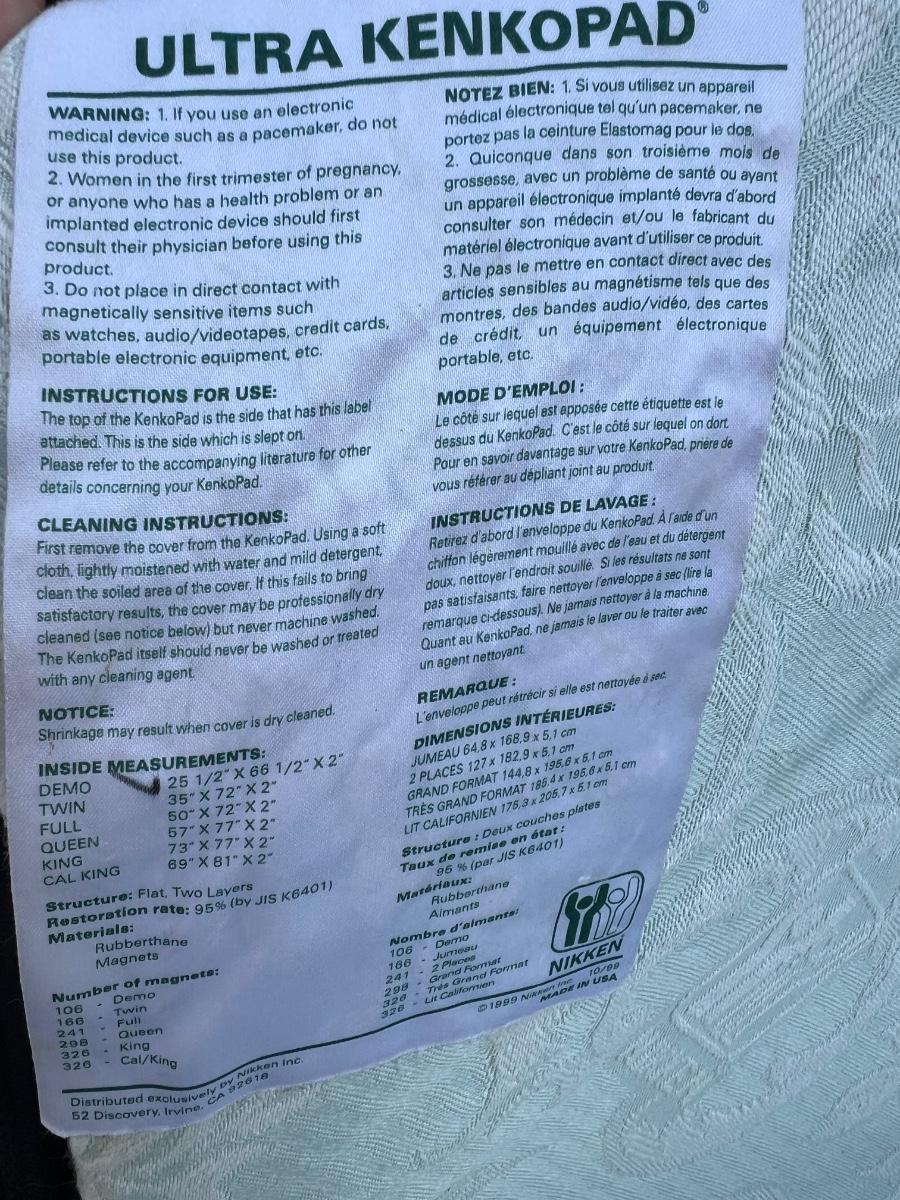 ULTRA KENKOPAD®
WARNING: 1. If you use an electronic
medical device such as a pacemaker, do not
use this product.
2. Women in the first trimester of pregnancy,
or anyone who has a health problem or an
implanted electronic device should first
consult their physician before using this
product.
3. Do not place in direct contact with
magnetically sensitive items such
as watches, audio/videotapes, credit cards,
portable electronic equipment, etc.
INSTRUCTIONS FOR USE:
The top of the KenkoPad is the side that has this label
attached. This is the side which is slept on.
Please refer to the accompanying literature for other
details concerning your KenkoPad.
CLEANING INSTRUCTIONS:
First remove the cover from the KenkoPad. Using a soft
cloth, lightly moistened with water and mild detergent,
clean the soiled area of the cover. If this fails to bring
satisfactory results, the cover may be professionally dry
cleaned (see notice below) but never machine washed.
The KenkoPad itself should never be washed or treated
with any cleaning agent.
NOTICE:
Shrinkage may result when cover is dry cleaned.
INSIDE MEASUREMENTS:
DEMO 25 1/2" X 66 1/2" X 2"
TWIN 35" X 72" X 2"
FULL 50" X 72" X 2"
QUEEN 57" X 77" X 2"
KING 73" X 77" X 2"
CAL KING 69" X 81" X 2"
Structure: Flat, Two Layers
Restoration rate: 95% (by JIS K6401)
Materials:
Rubberthane
Magnets
Number of magnets:
106 - Demo
166 - Twin
241 - Full
298 - Queen
326 - King
326 - Cal/King
NOTEZ BIEN: 1. Si vous utilisez un appareil
médical électronique tel qu'un pacemaker, ne
portez pas la ceinture Elastomag pour le dos.
2. Quiconque dans son troisième mois de
grossesse, avec un problème de santé ou ayant
un appareil électronique implanté devra d'abord
consulter son médecin et/ou le fabricant du
matériel électronique avant d'utiliser ce produit.
3. Ne pas le mettre en contact direct avec des
articles sensibles au magnétisme tels que des
montres, des bandes audio/vidéo, des cartes
de crédit, un équipement électronique
portable, etc.
MODE D'EMPLOI :
Le côté sur lequel est apposée cette étiquette est le
dessus du KenkoPad. C'est le côté sur lequel on dort.
Pour en savoir davantage sur votre KenkoPad, prière de
vous référer au dépliant joint au produit.
INSTRUCTIONS DE LAVAGE :
Retirez d'abord l'enveloppe du KenkoPad. À l'aide d'un
chiffon légèrement mouillé avec de l'eau et du détergent
doux, nettoyer l'endroit souillé. Si les résultats ne sont
pas satisfaisants, faire nettoyer l'enveloppe à sec (lire la
remarque ci-dessous). Ne jamais nettoyer à la machine.
Quant au KenkoPad, ne jamais le laver ou le traiter avec
un agent nettoyant.
REMARQUE :
L'enveloppe peut rétrécir si elle est nettoyée à sec.
DIMENSIONS INTÉRIEURES:
JUMEAU 64,8 x 168,9 x 5,1 cm
2 PLACES 127 x 182,9 x 5,1 cm
GRAND FORMAT 144,8 x 195,6 x 5,1 cm
TRÈS GRAND FORMAT 185,4 x 195,6 x 5,1 cm
LIT CALIFORNIEN 175,3 x 205,7 x 5,1 cm
Structure : Deux couches plates
Taux de remise en état :
95 % (par JIS K6401)
Matériaux:
Rubberthane
Aimants
Nombre d'aimants:
106 - Demo
166 - Jumeau
241 - 2 Places
298 - Grand Format
326 - Très Grand Format
326 - Lit Californien
NIKKEN
©1999 Nikken Inc. 10/99
MADE IN USA
Distributed exclusively by Nikken Inc.
52 Discovery, Irvine, CA 92618